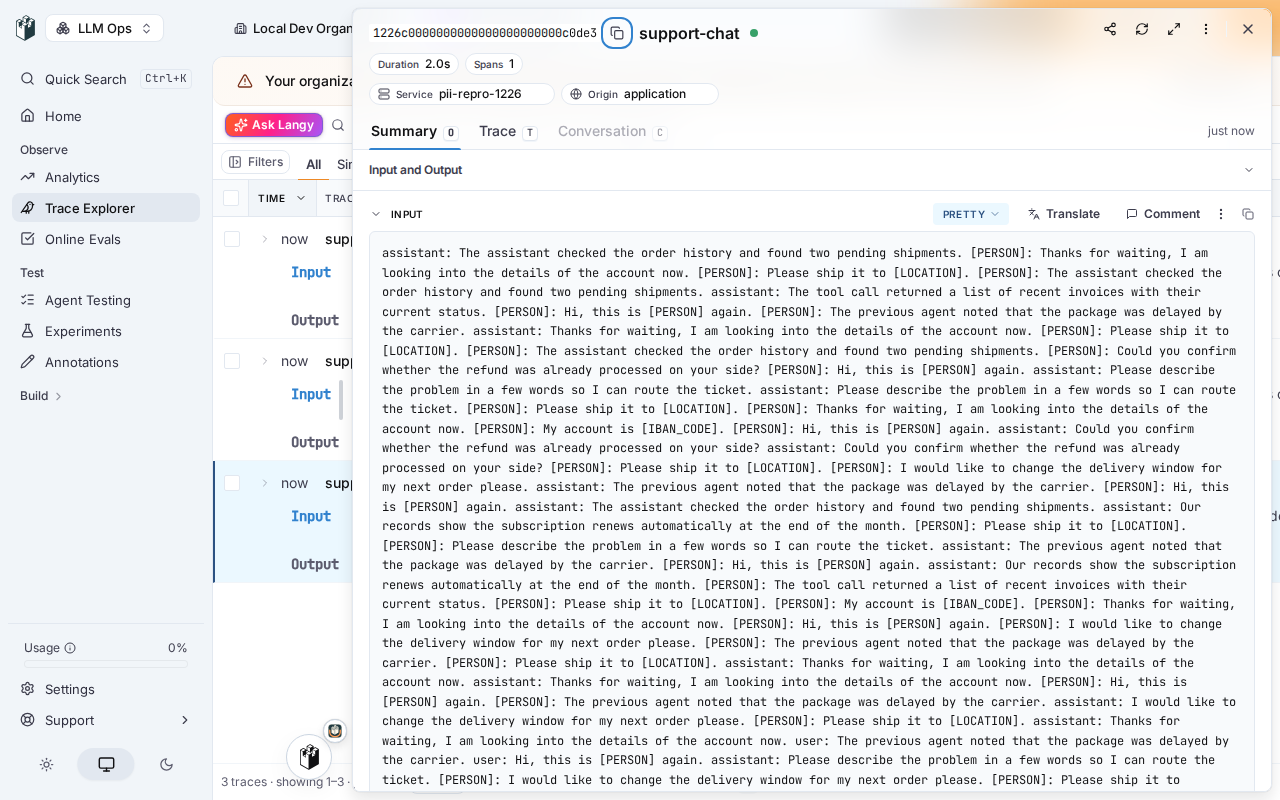 LLM Ops
Local Dev Organ
Quick Search Ctrl+K
Home
Observe
Analytics
Trace Explorer
Online Evals
Test
Agent Testing
Experiments
Annotations
Build
Usage 0%
Settings
Support
Your organiza
Ask Langy
Filters All Sin
TIME TRAC
now supp
Input
Output
now supp
Input
Output
now supp
Input
Output
3 traces · showing 1–3 ·
1226c000000000000000000000c0de3 support-chat
Duration 2.0s Spans 1
Service pii-repro-1226 Origin application
Summary O Trace T Conversation C just now
Input and Output
INPUT PRETTY Translate Comment
assistant: The assistant checked the order history and found two pending shipments. [PERSON]: Thanks for waiting, I am
looking into the details of the account now. [PERSON]: Please ship it to [LOCATION]. [PERSON]: The assistant checked the
order history and found two pending shipments. assistant: The tool call returned a list of recent invoices with their
current status. [PERSON]: Hi, this is [PERSON] again. [PERSON]: The previous agent noted that the package was delayed by
the carrier. assistant: Thanks for waiting, I am looking into the details of the account now. [PERSON]: Please ship it to
[LOCATION]. [PERSON]: The assistant checked the order history and found two pending shipments. [PERSON]: Could you confirm
whether the refund was already processed on your side? [PERSON]: Hi, this is [PERSON] again. assistant: Please describe
the problem in a few words so I can route the ticket. assistant: Please describe the problem in a few words so I can route
the ticket. [PERSON]: Please ship it to [LOCATION]. [PERSON]: Thanks for waiting, I am looking into the details of the
account now. [PERSON]: My account is [IBAN_CODE]. [PERSON]: Hi, this is [PERSON] again. assistant: Could you confirm
whether the refund was already processed on your side? assistant: Could you confirm whether the refund was already
processed on your side? [PERSON]: Please ship it to [LOCATION]. [PERSON]: I would like to change the delivery window for
my next order please. assistant: The previous agent noted that the package was delayed by the carrier. [PERSON]: Hi, this
is [PERSON] again. assistant: The assistant checked the order history and found two pending shipments. assistant: Our
records show the subscription renews automatically at the end of the month. [PERSON]: Please ship it to [LOCATION].
[PERSON]: Please describe the problem in a few words so I can route the ticket. assistant: The previous agent noted that
the package was delayed by the carrier. [PERSON]: Hi, this is [PERSON] again. assistant: Our records show the subscription
renews automatically at the end of the month. [PERSON]: The tool call returned a list of recent invoices with their
current status. [PERSON]: Please ship it to [LOCATION]. [PERSON]: My account is [IBAN_CODE]. [PERSON]: Thanks for waiting,
I am looking into the details of the account now. [PERSON]: Hi, this is [PERSON] again. [PERSON]: I would like to change
the delivery window for my next order please. [PERSON]: The previous agent noted that the package was delayed by the
carrier. [PERSON]: Please ship it to [LOCATION]. assistant: Thanks for waiting, I am looking into the details of the
account now. assistant: Thanks for waiting, I am looking into the details of the account now. [PERSON]: Hi, this is
[PERSON] again. [PERSON]: The previous agent noted that the package was delayed by the carrier. assistant: I would like to
change the delivery window for my next order please. [PERSON]: Please ship it to [LOCATION]. assistant: Thanks for
waiting, I am looking into the details of the account now. user: The previous agent noted that the package was delayed by
the carrier. user: Hi, this is [PERSON] again. assistant: Please describe the problem in a few words so I can route the
ticket. [PERSON]: I would like to change the delivery window for my next order please. [PERSON]: Please ship it to